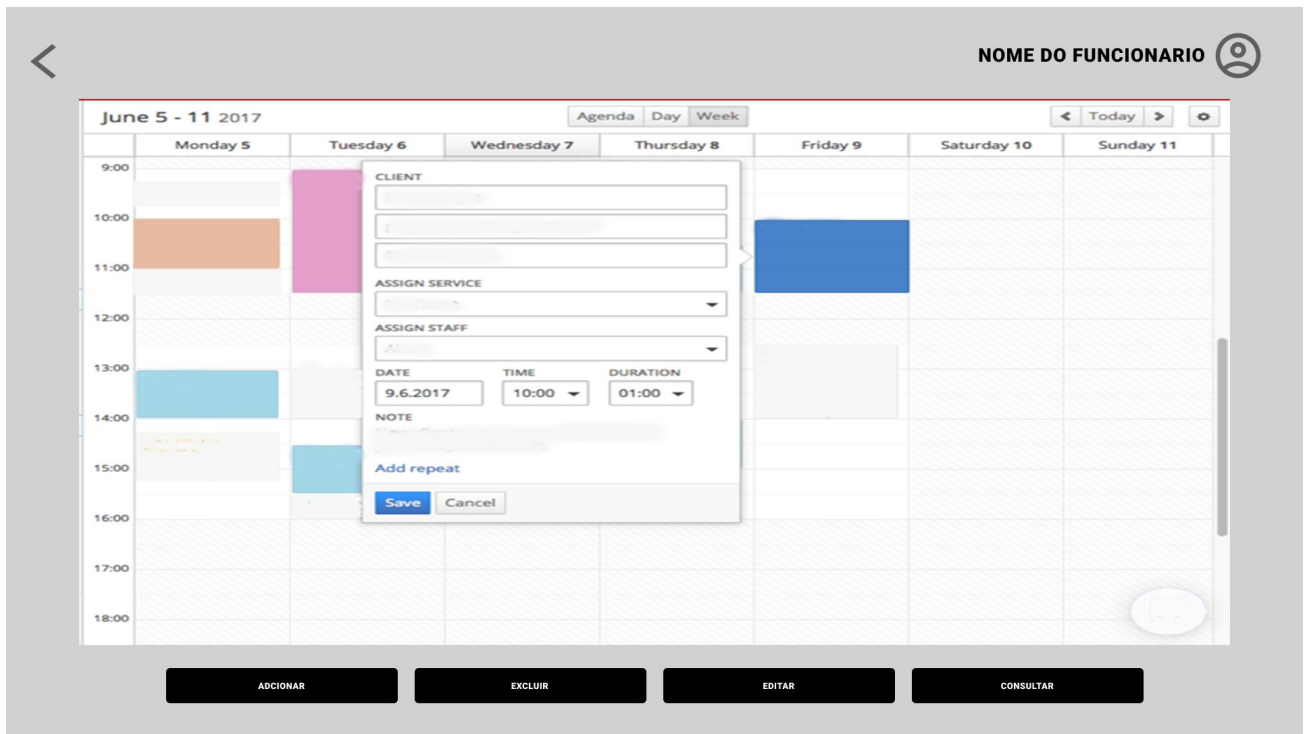 NOME DO FUNCIONARIO
June 5 - 11 2017
Agenda Day Week
Today
Monday 5 Tuesday 6 Wednesday 7 Thursday 8 Friday 9 Saturday 10 Sunday 11
9:00
CLIENT
10:00
11:00
ASSIGN SERVICE
12:00
ASSIGN STAFF
13:00
DATE TIME DURATION
9.6.2017 10:00 01:00
14:00
NOTE
15:00
Add repeat
Save Cancel
16:00
17:00
18:00
ADCIONAR EXCLUIR EDITAR CONSULTAR